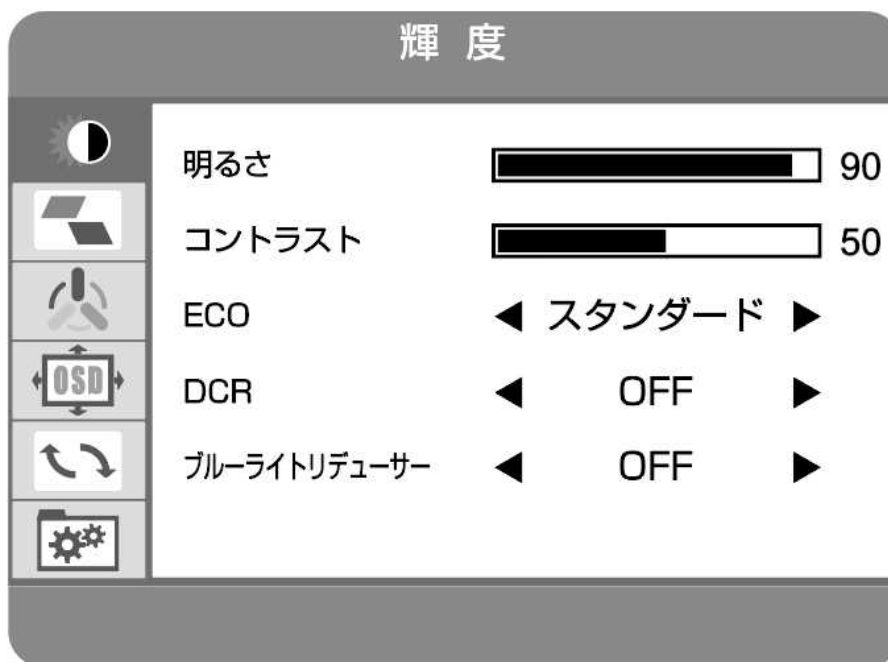 輝度
明るさ 90
コントラスト 50
ECO ◀ スタンダード ▶
DCR ◀ OFF ▶
OSD
ブルーライトリデューサー ◀ OFF ▶